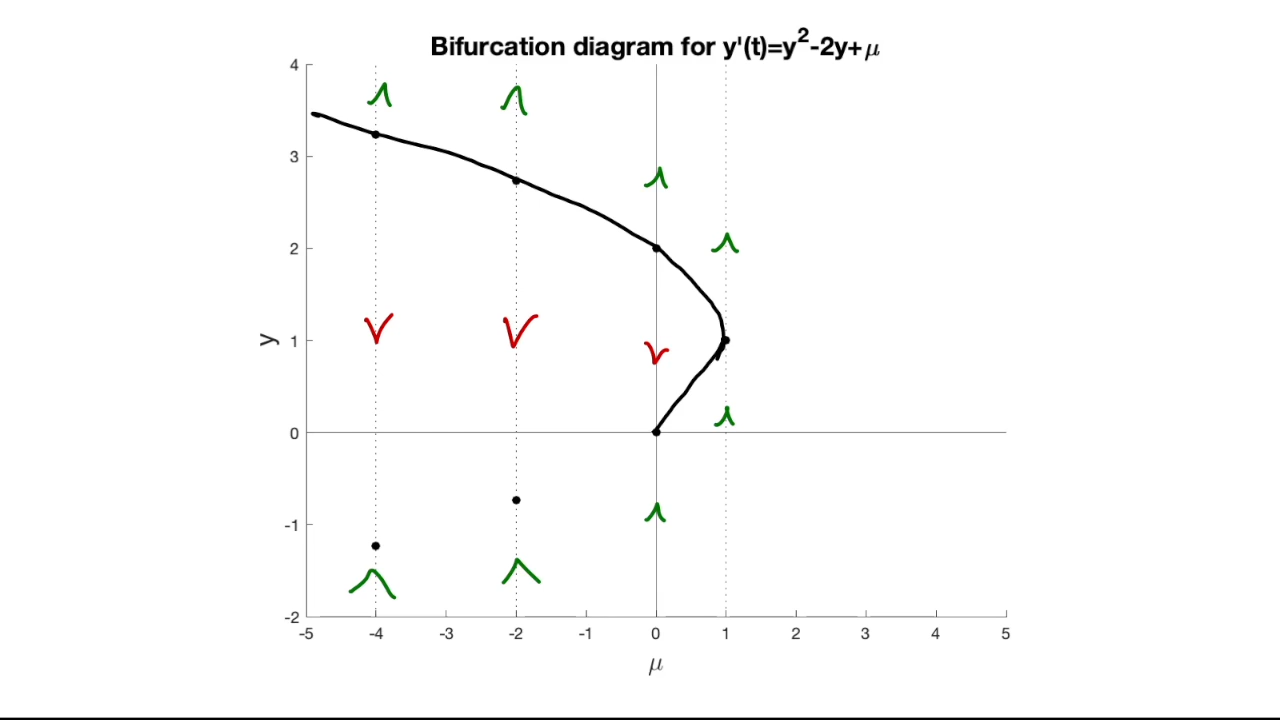 Bifurcation diagram for y'(t)=y²-2y+μ
4
3
2
y
1
0
-1
-2
-5 -4 -3 -2 -1 0 1 2 3 4 5
μ